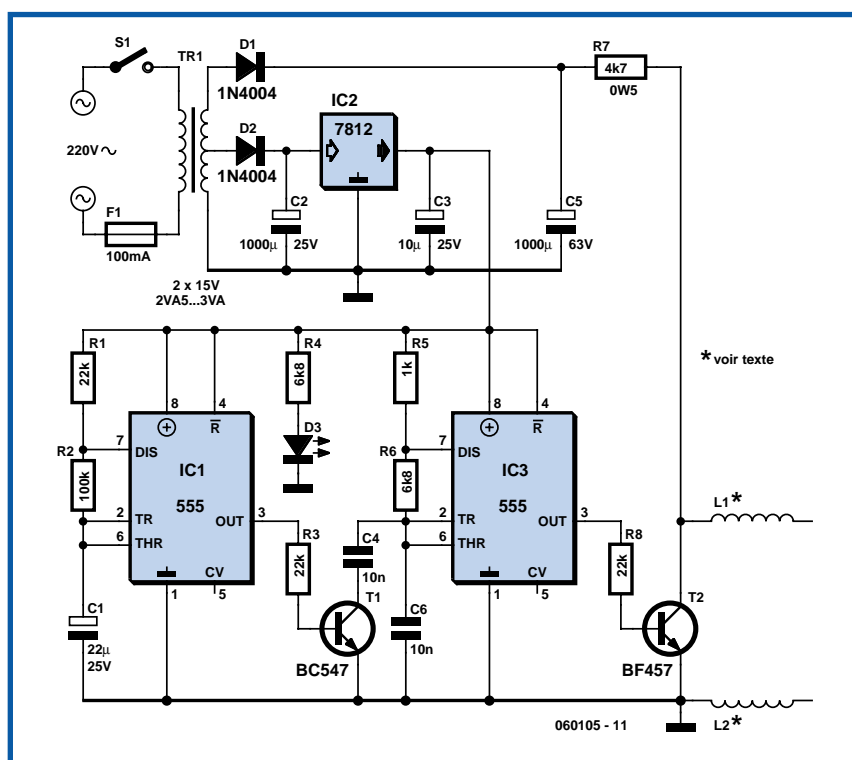 S1
TR1
D1
1N4004
R7
4k7
0W5
IC2
7812
D2
1N4004
220V ~
F1
100mA
C2
1000µ
25V
C3
10µ
25V
C5
1000µ
63V
2 x 15V
2VA5...3VA
R1
22k
R4
6k8
R5
1k
* voir texte
8
4
8
4
R
R
D3
7
DIS
7
DIS
R2
100k
IC1
R6
6k8
IC3
555
555
2
TR
OUT
3
2
TR
OUT
3
L1*
6
THR
R3
22k
C4
10n
6
THR
R8
22k
CV
CV
1
5
1
5
C1
22µ
25V
T1
BC547
C6
10n
T2
BF457
060105 - 11
L2*